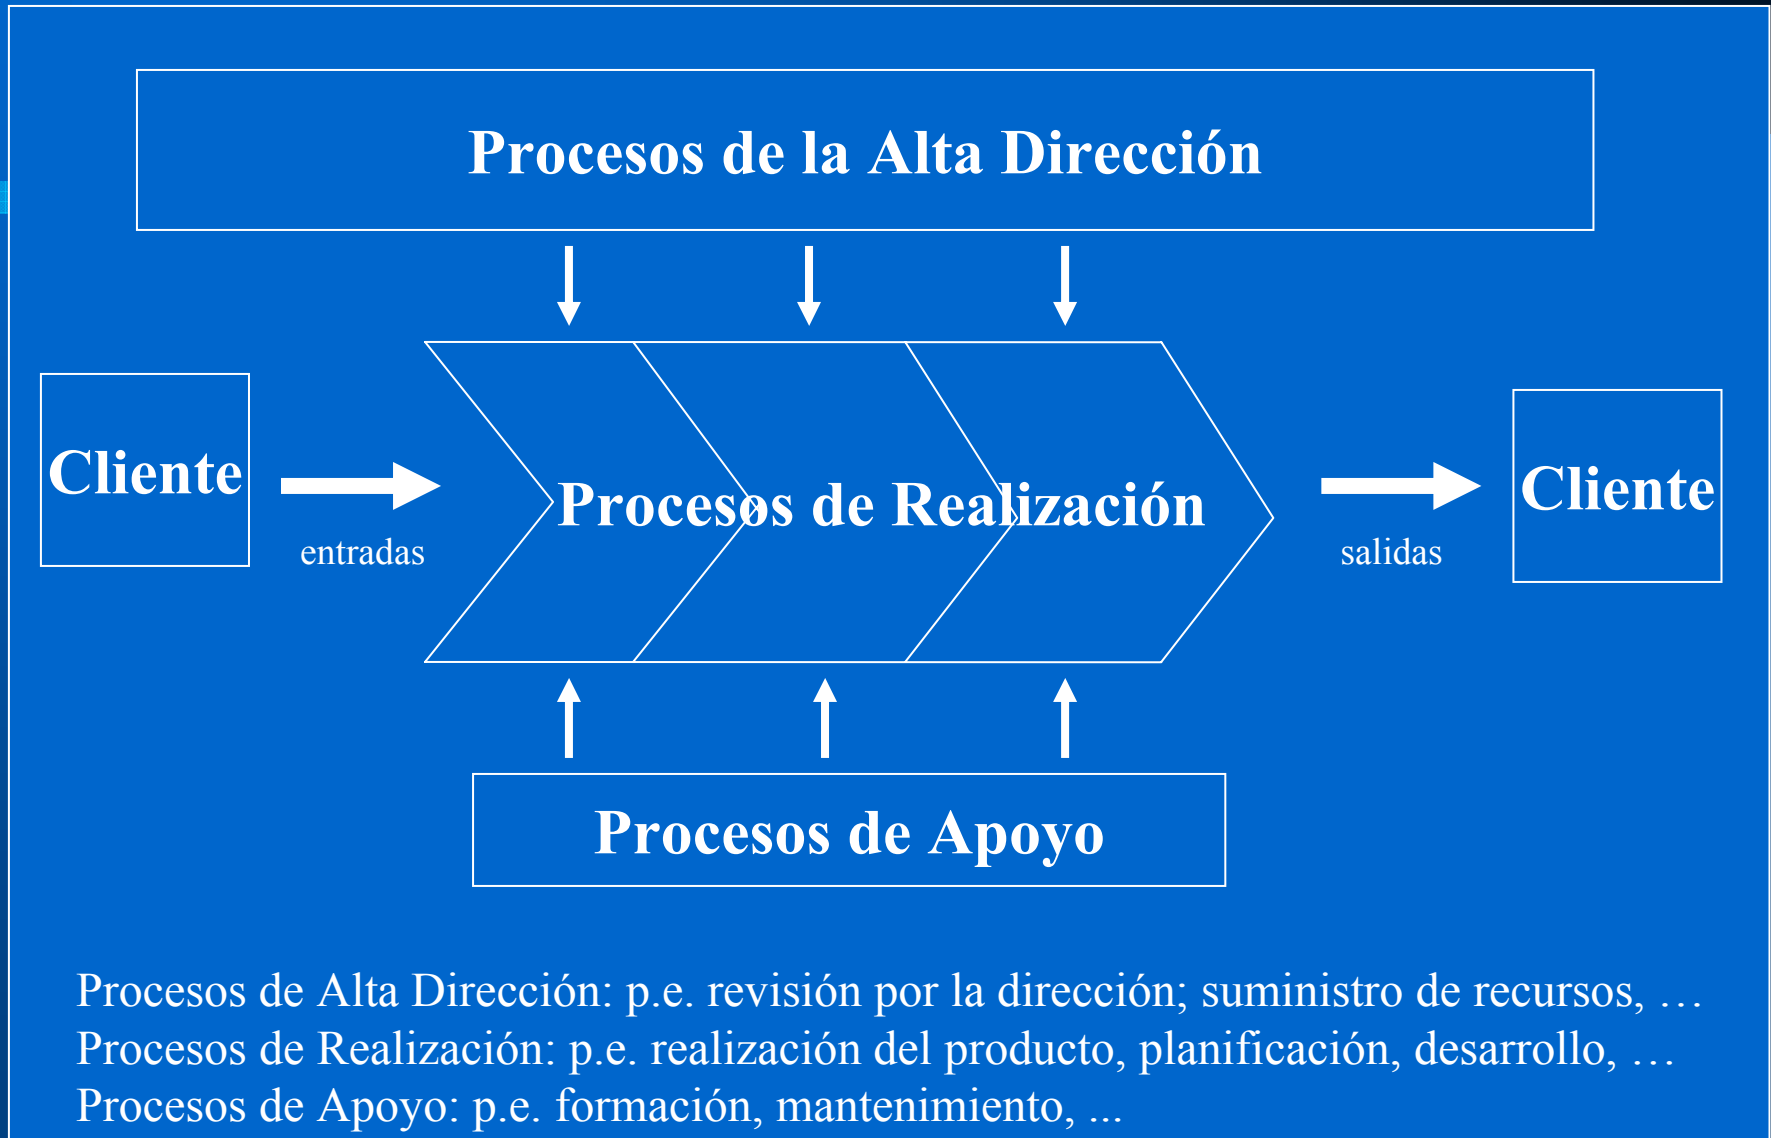 Procesos de la Alta Dirección
Cliente
entradas
Procesos de Realización
salidas
Cliente
Procesos de Apoyo
Procesos de Alta Dirección: p.e. revisión por la dirección; suministro de recursos, …
Procesos de Realización: p.e. realización del producto, planificación, desarrollo, …
Procesos de Apoyo: p.e. formación, mantenimiento, ...